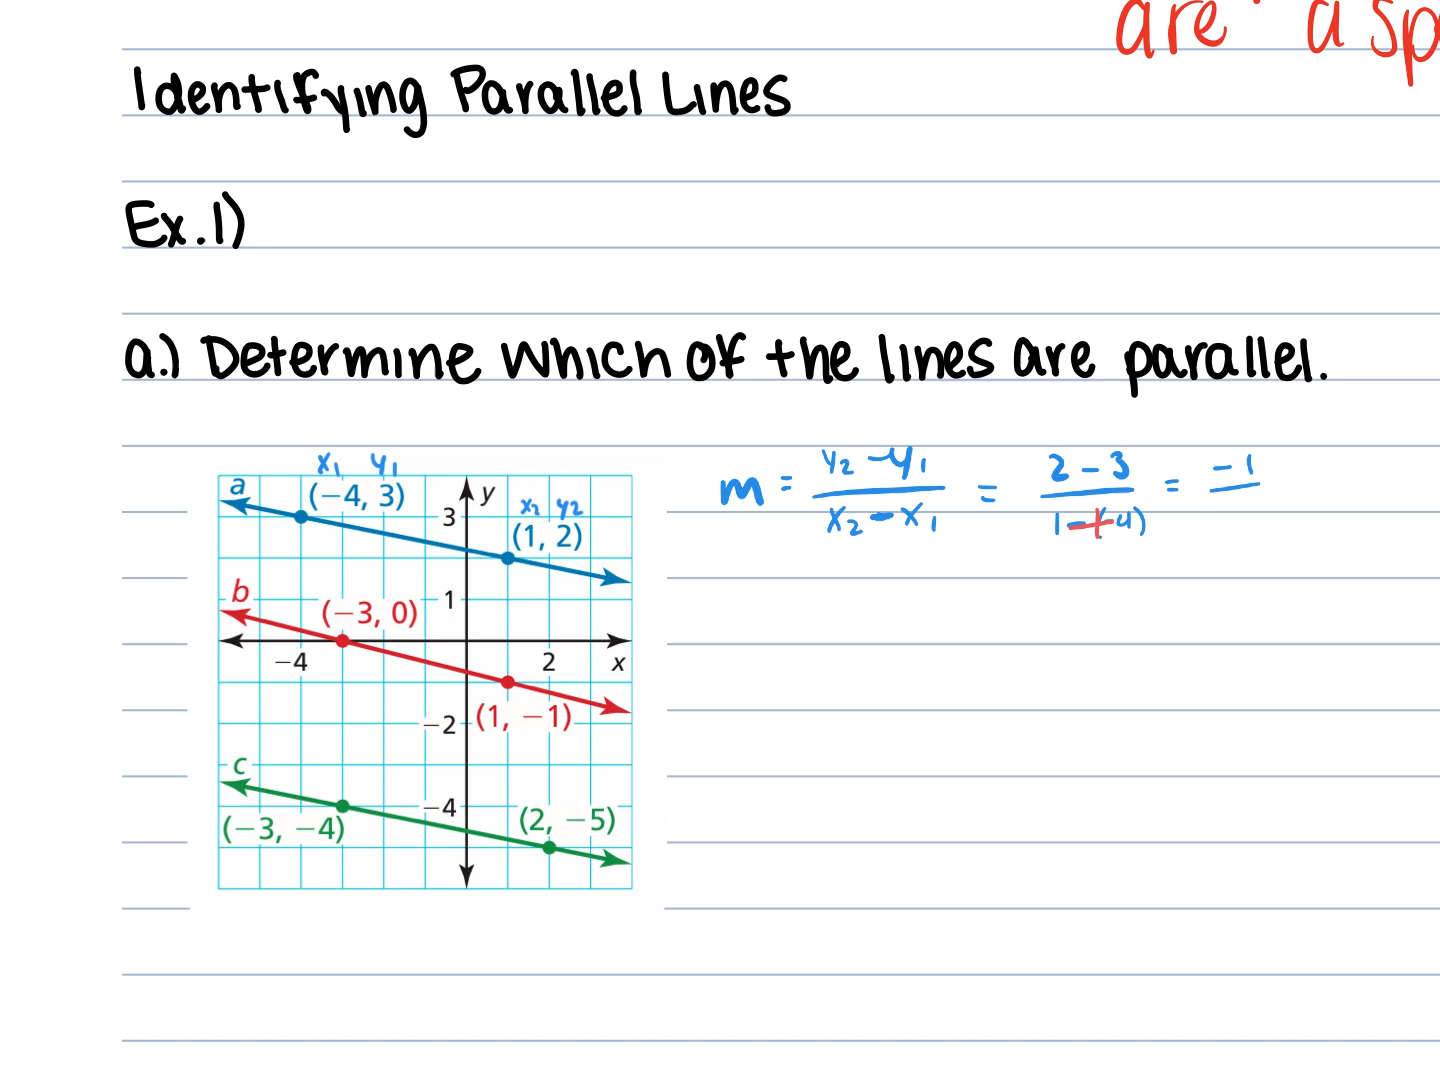 are a sp
Identifying Parallel Lines
Ex.1)
a.) Determine which of the lines are parallel.
x₁ y₁
a (−4, 3)
x₂ y₂
(1, 2)
y
3
b (−3, 0)
1
−4 2 x
(1, −1)
−2
c
−4
(−3, −4) (2, −5)
m = y₂ − y₁ / x₂ − x₁ = 2 − 3 / 1 − (−4) = −1 /